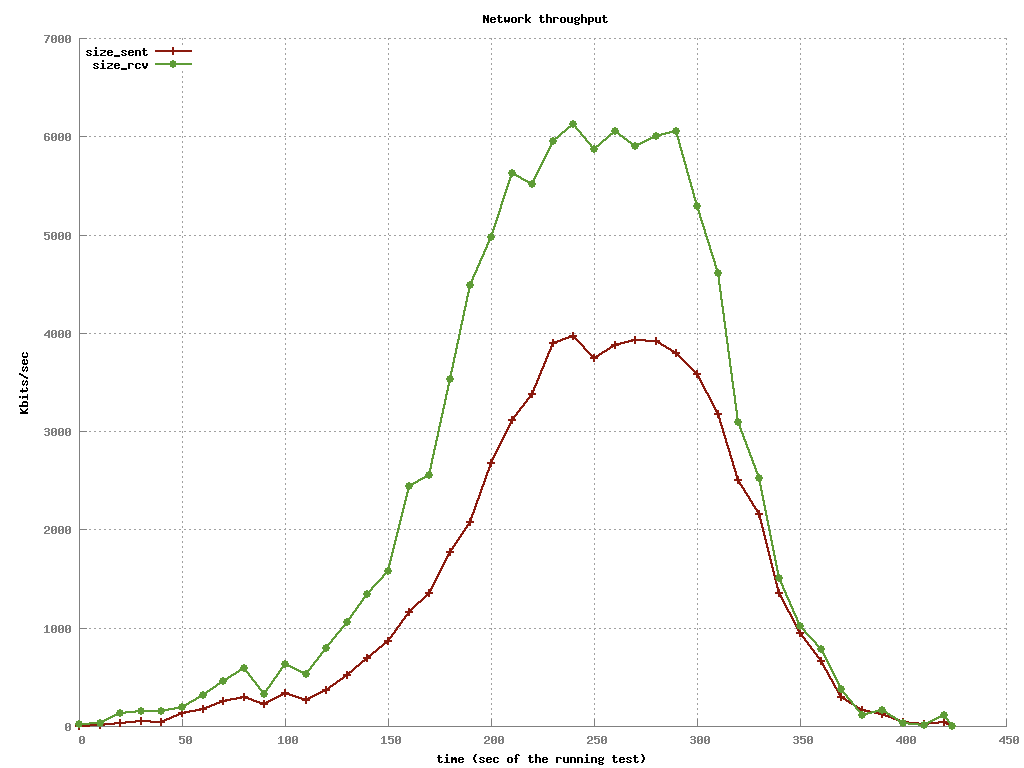 Network throughput
7000
size_sent
size_rcv
6000
5000
4000
Kbits/sec
3000
2000
1000
0
0 50 100 150 200 250 300 350 400 450
time (sec of the running test)